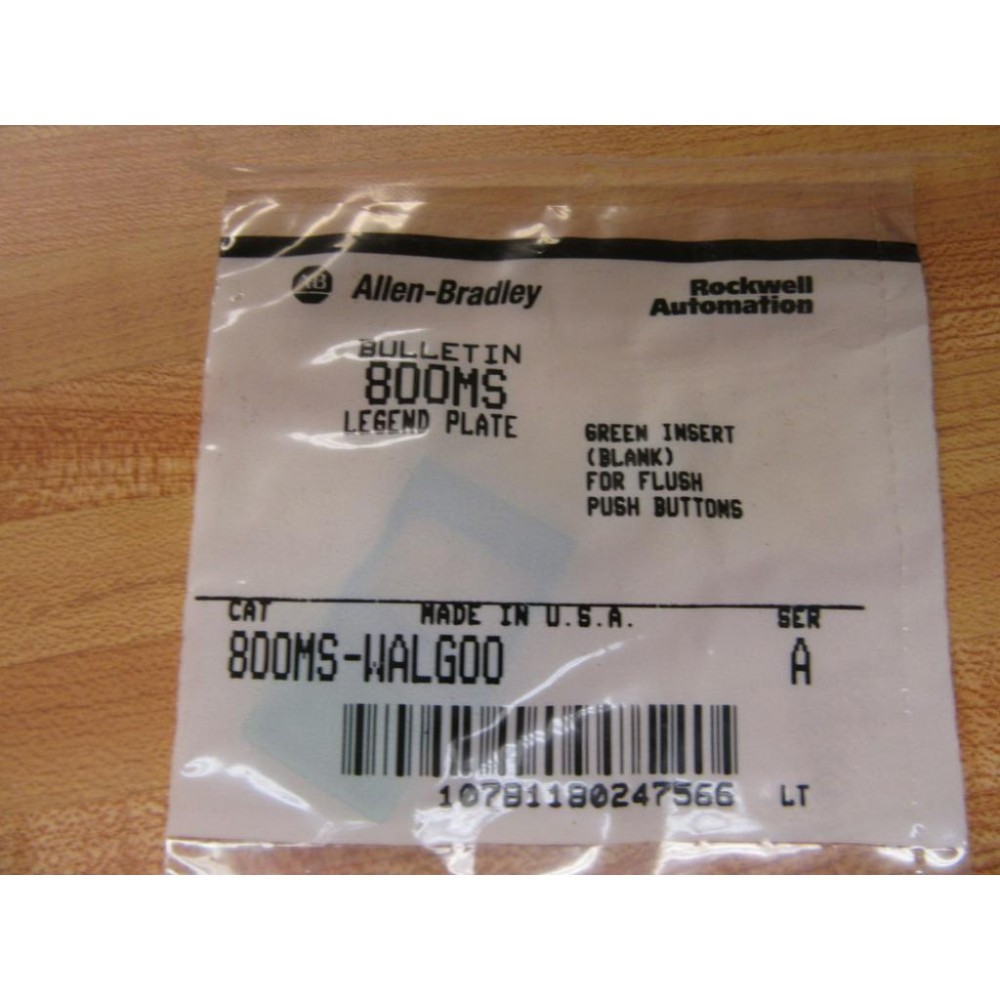 AB Allen-Bradley
Rockwell
Automation
BULLETIN
800MS
LEGEND PLATE
GREEN INSERT
(BLANK)
FOR FLUSH
PUSH BUTTONS
CAT MADE IN U.S.A. SER
800MS-WALG00 A
10781180247566 LT